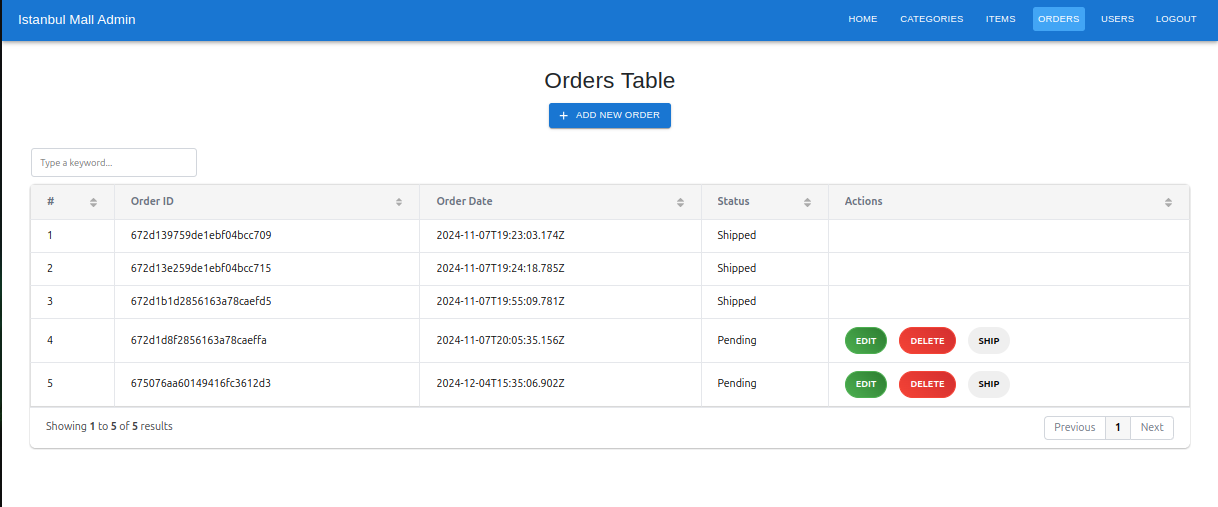 Istanbul Mall Admin HOME CATEGORIES ITEMS ORDERS USERS LOGOUT
Orders Table
+ ADD NEW ORDER
Type a keyword...
# Order ID Order Date Status Actions
1 672d139759de1ebf04bcc709 2024-11-07T19:23:03.174Z Shipped
2 672d13e259de1ebf04bcc715 2024-11-07T19:24:18.785Z Shipped
3 672d1b1d2856163a78caefd5 2024-11-07T19:55:09.781Z Shipped
4 672d1d8f2856163a78caeffa 2024-11-07T20:05:35.156Z Pending EDIT DELETE SHIP
5 675076aa60149416fc3612d3 2024-12-04T15:35:06.902Z Pending EDIT DELETE SHIP
Showing 1 to 5 of 5 results Previous 1 Next